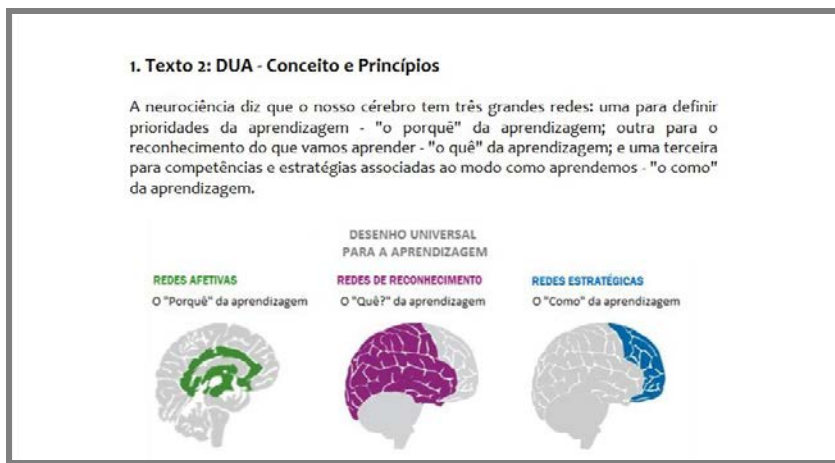 1. Texto 2: DUA - Conceito e Princípios
A neurociência diz que o nosso cérebro tem três grandes redes: uma para definir
prioridades da aprendizagem - "o porquê" da aprendizagem; outra para o
reconhecimento do que vamos aprender - "o quê" da aprendizagem; e uma terceira
para competências e estratégias associadas ao modo como aprendemos - "o como"
da aprendizagem.
DESENHO UNIVERSAL
PARA A APRENDIZAGEM
REDES AFETIVAS
O "Porquê" da aprendizagem
REDES DE RECONHECIMENTO
O "Quê?" da aprendizagem
REDES ESTRATÉGICAS
O "Como" da aprendizagem